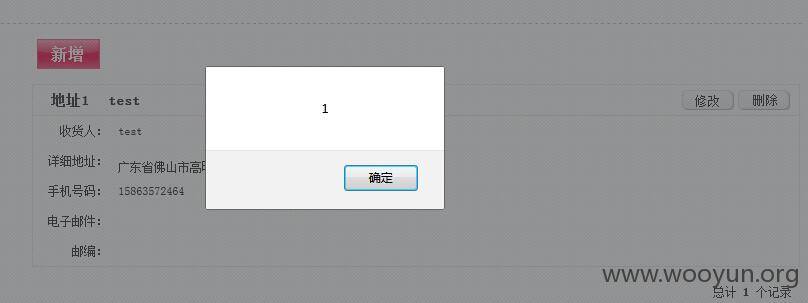 新增
地址1 test
修改 删除
1
收货人： test
详细地址： 广东省佛山市高明
手机号码： 15863572464
确定
电子邮件：
邮编：
www.wooyun.org
总计 1 个记录